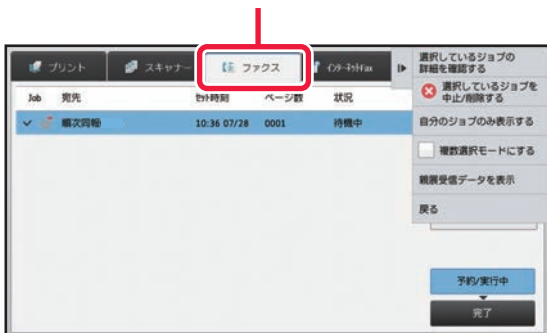 プリント
スキャナー
ファクス
インターネットFax
選択しているジョブの
詳細を確認する
Job
宛先
セット時刻
ページ数
状況
選択しているジョブを
中止/削除する
順次同報
10:36 07/28
0001
待機中
自分のジョブのみ表示する
複数選択モードにする
親展受信データを表示
戻る
予約/実行中
完了